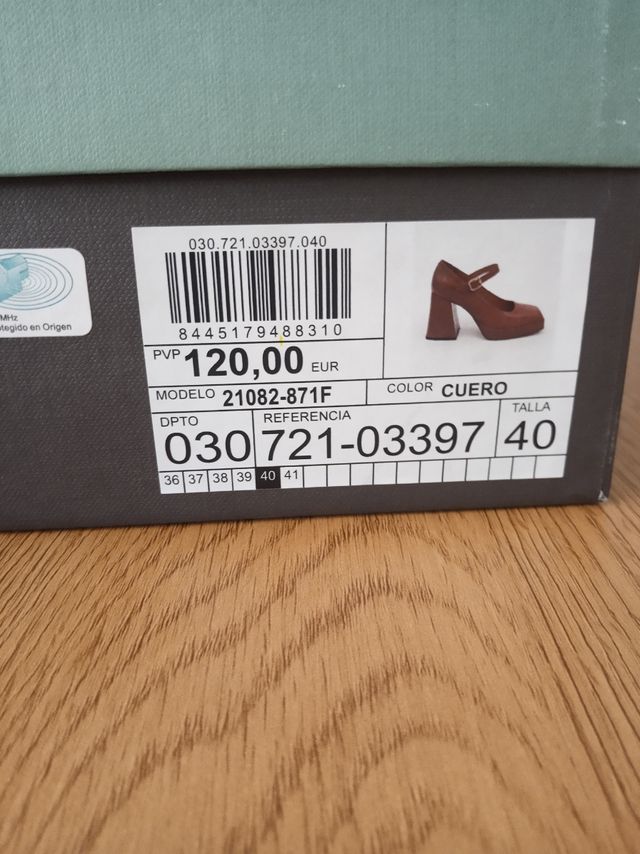 030.721.03397.040
8445179488310
PVP 120,00 EUR
MODELO 21082-871F
COLOR CUERO
DPTO 030
REFERENCIA 721-03397
TALLA 40
36 37 38 39 40 41
MHz
tegido en Origen